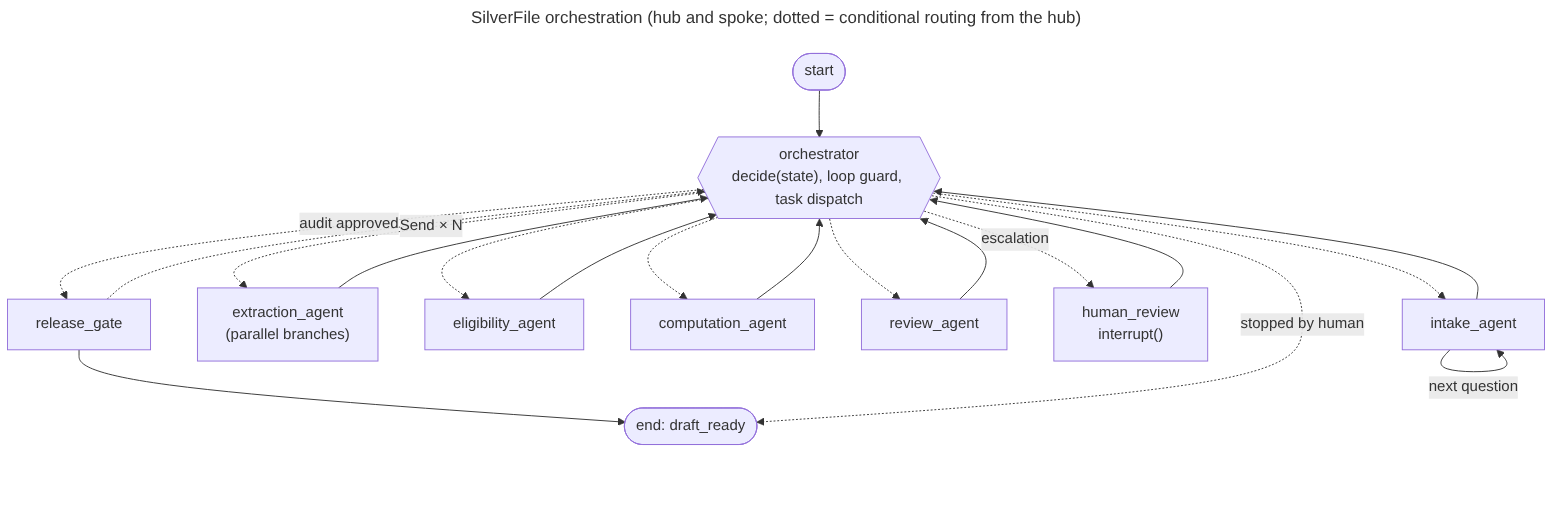 SilverFile orchestration (hub and spoke; dotted = conditional routing from the hub)
start
orchestrator
decide(state), loop guard,
task dispatch
audit approved
Send × N
escalation
release_gate
extraction_agent
(parallel branches)
eligibility_agent
computation_agent
review_agent
human_review
interrupt()
stopped by human
intake_agent
next question
end: draft_ready